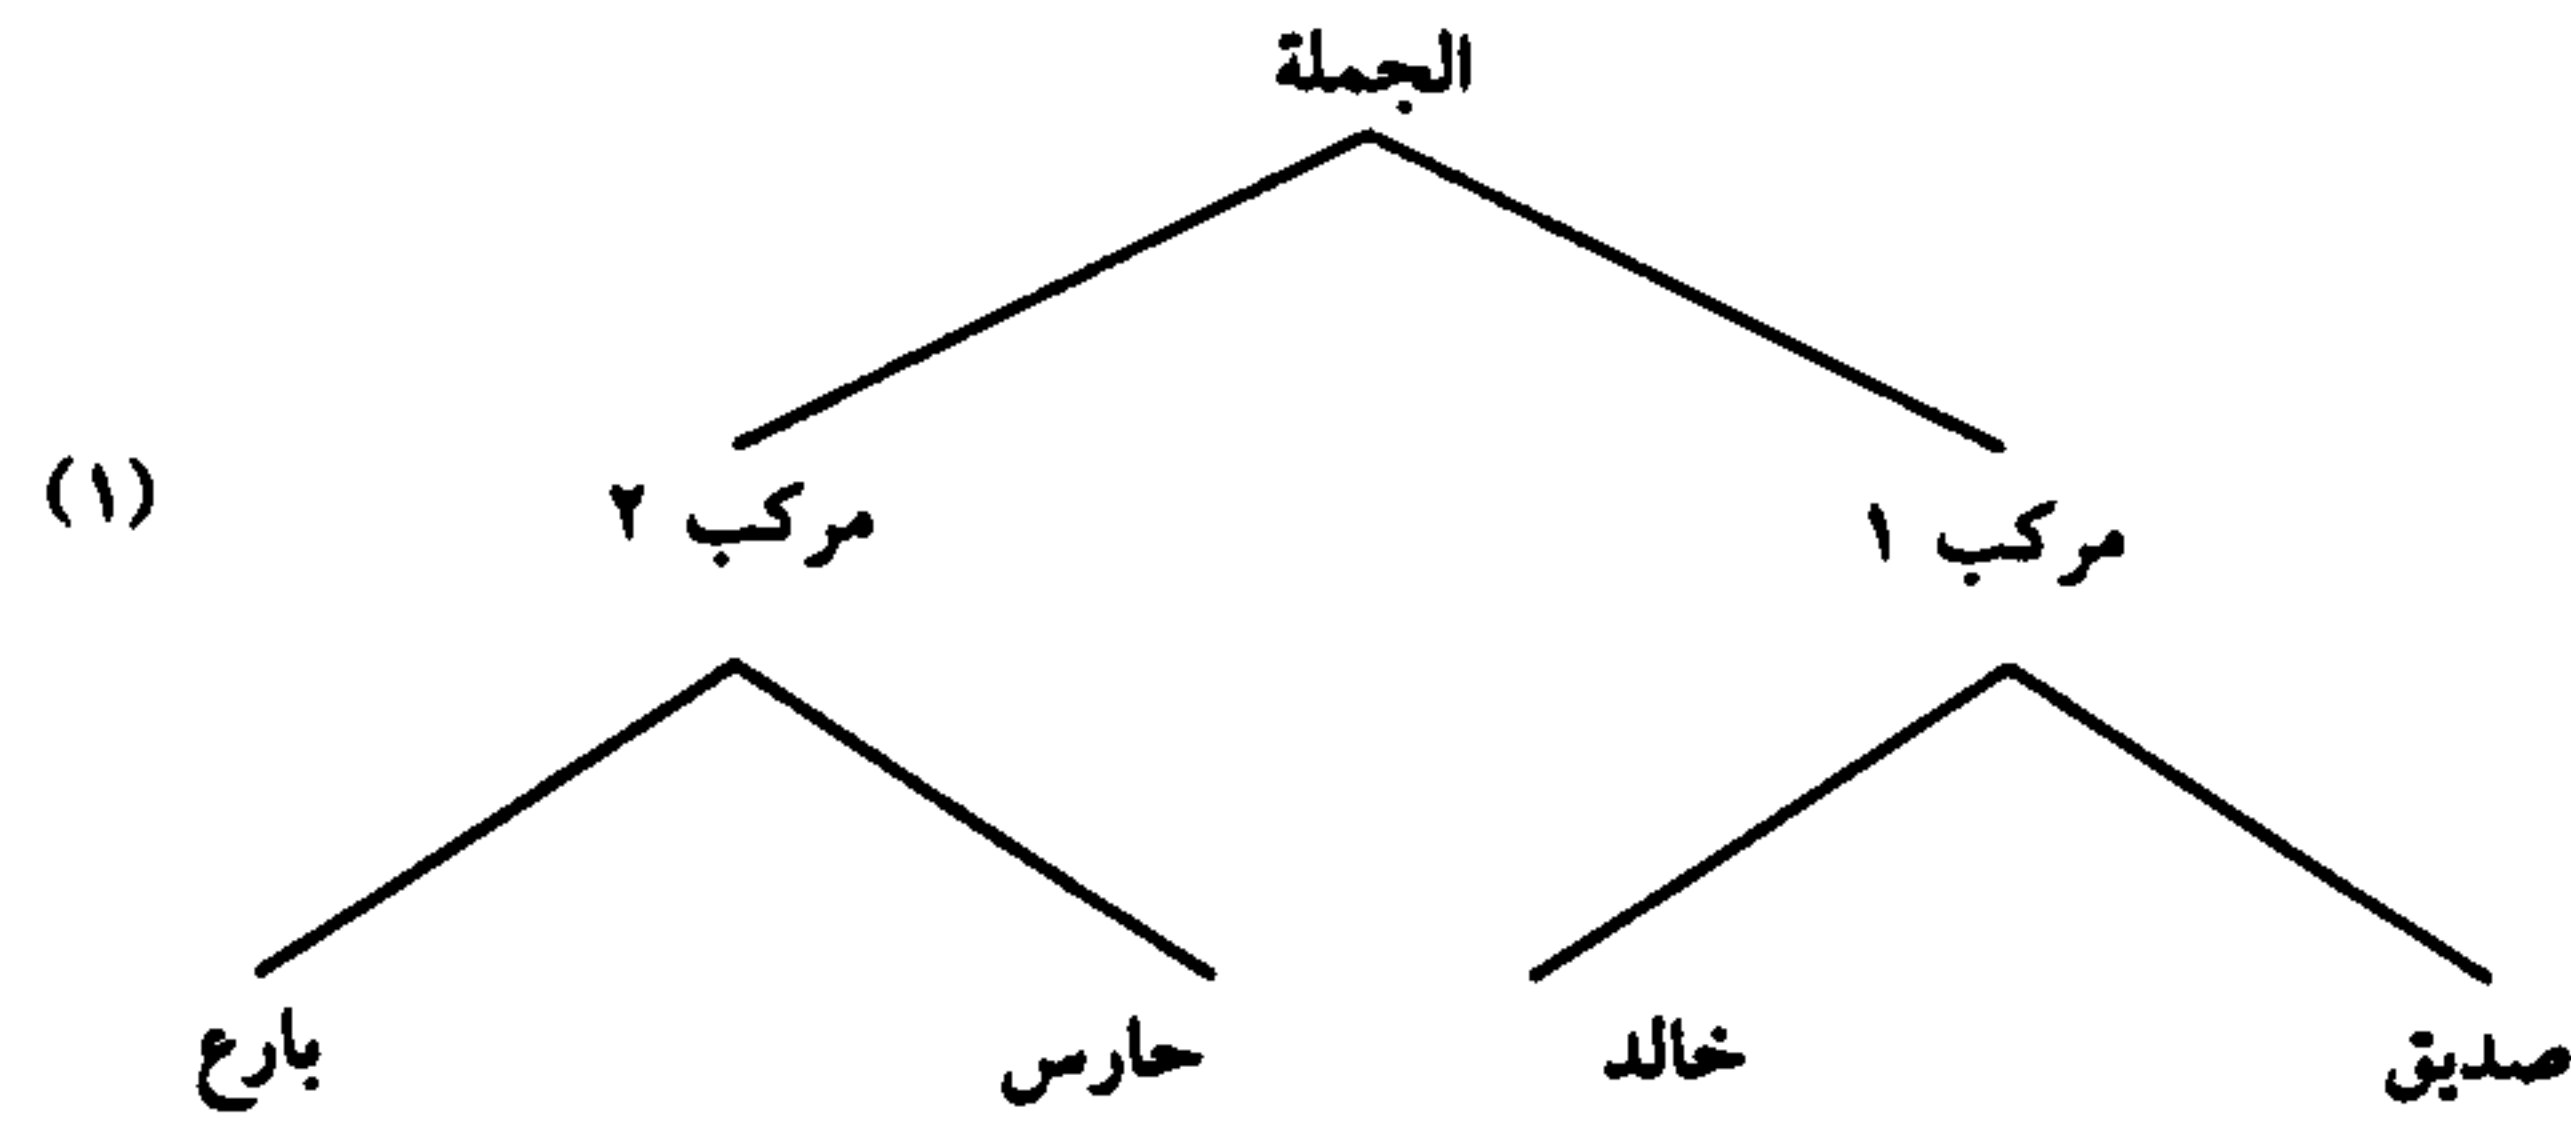 الجملة
مركب ١ مركب ٢ (١)
صديق خالد حارس بارع